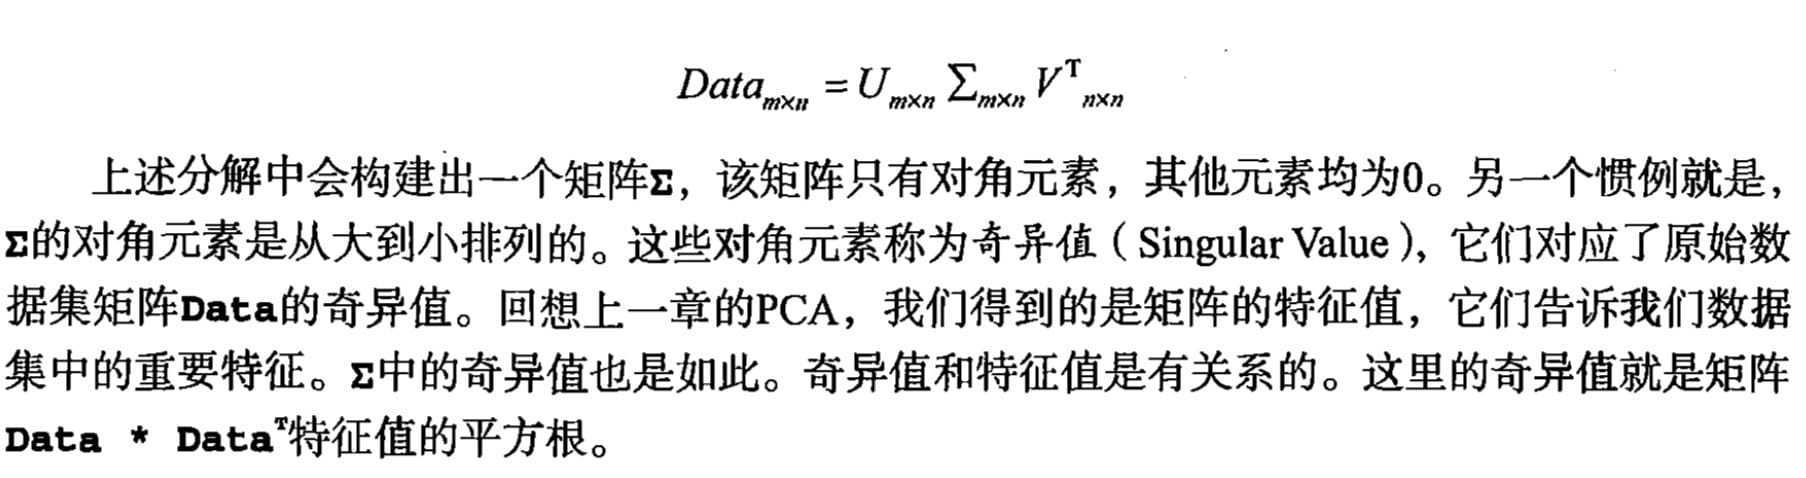 Data_{m×n} = U_{m×n} ∑_{m×n} V^T_{n×n}
上述分解中会构建出一个矩阵Σ，该矩阵只有对角元素，其他元素均为0。另一个惯例就是，
Σ的对角元素是从大到小排列的。这些对角元素称为奇异值（Singular Value），它们对应了原始数
据集矩阵Data的奇异值。回想上一章的PCA，我们得到的是矩阵的特征值，它们告诉我们数据
集中的重要特征。Σ中的奇异值也是如此。奇异值和特征值是有关系的。这里的奇异值就是矩阵
Data * Data^T特征值的平方根。